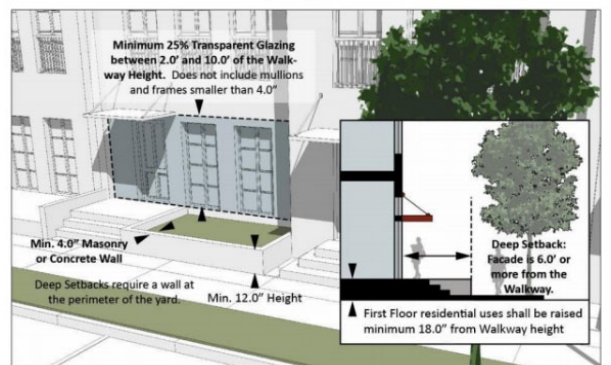 Minimum 25% Transparent Glazing
between 2.0’ and 10.0’ of the Walk-
way Height. Does not include mullions
and frames smaller than 4.0”
Min. 4.0” Masonry
or Concrete Wall
Deep Setbacks require a wall at
the perimeter of the yard.
Min. 12.0” Height
Deep Setback:
Facade is 6.0’ or
more from the
Walkway.
First Floor residential uses shall be raised
minimum 18.0” from Walkway height